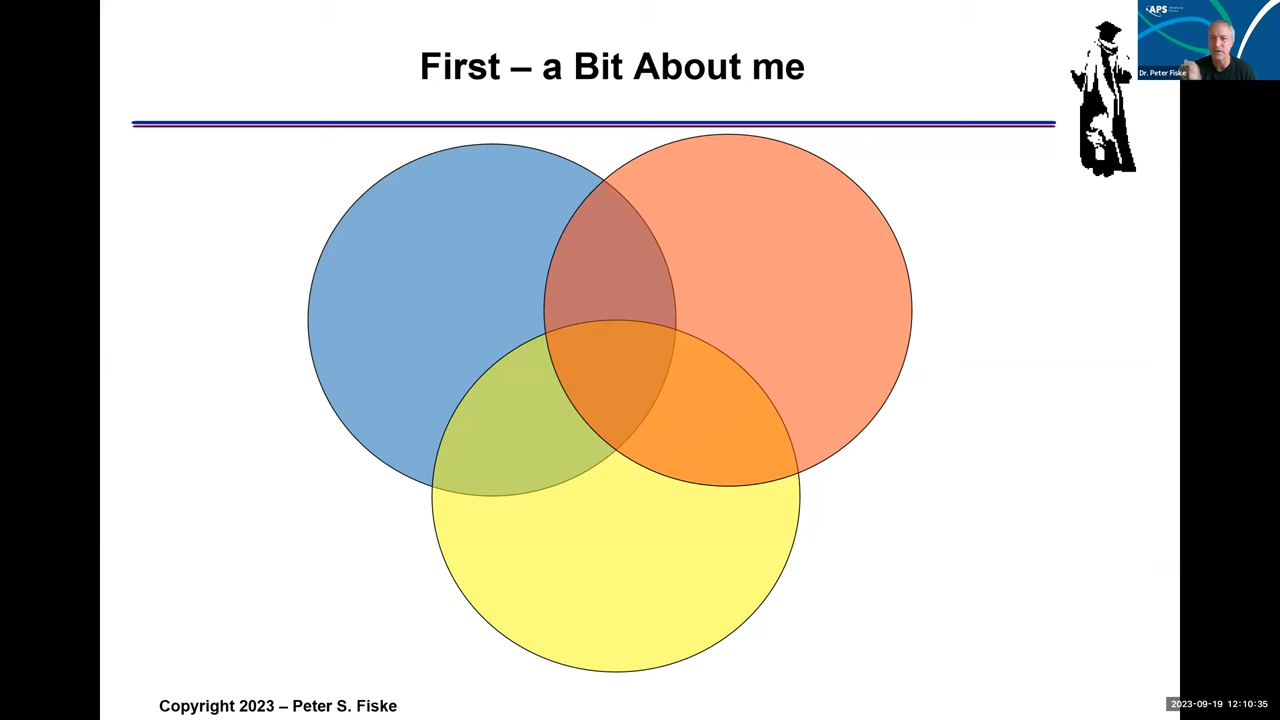 First – a Bit About me
APS
Dr. Peter Fiske
Copyright 2023 – Peter S. Fiske
2023-09-19 12:10:35